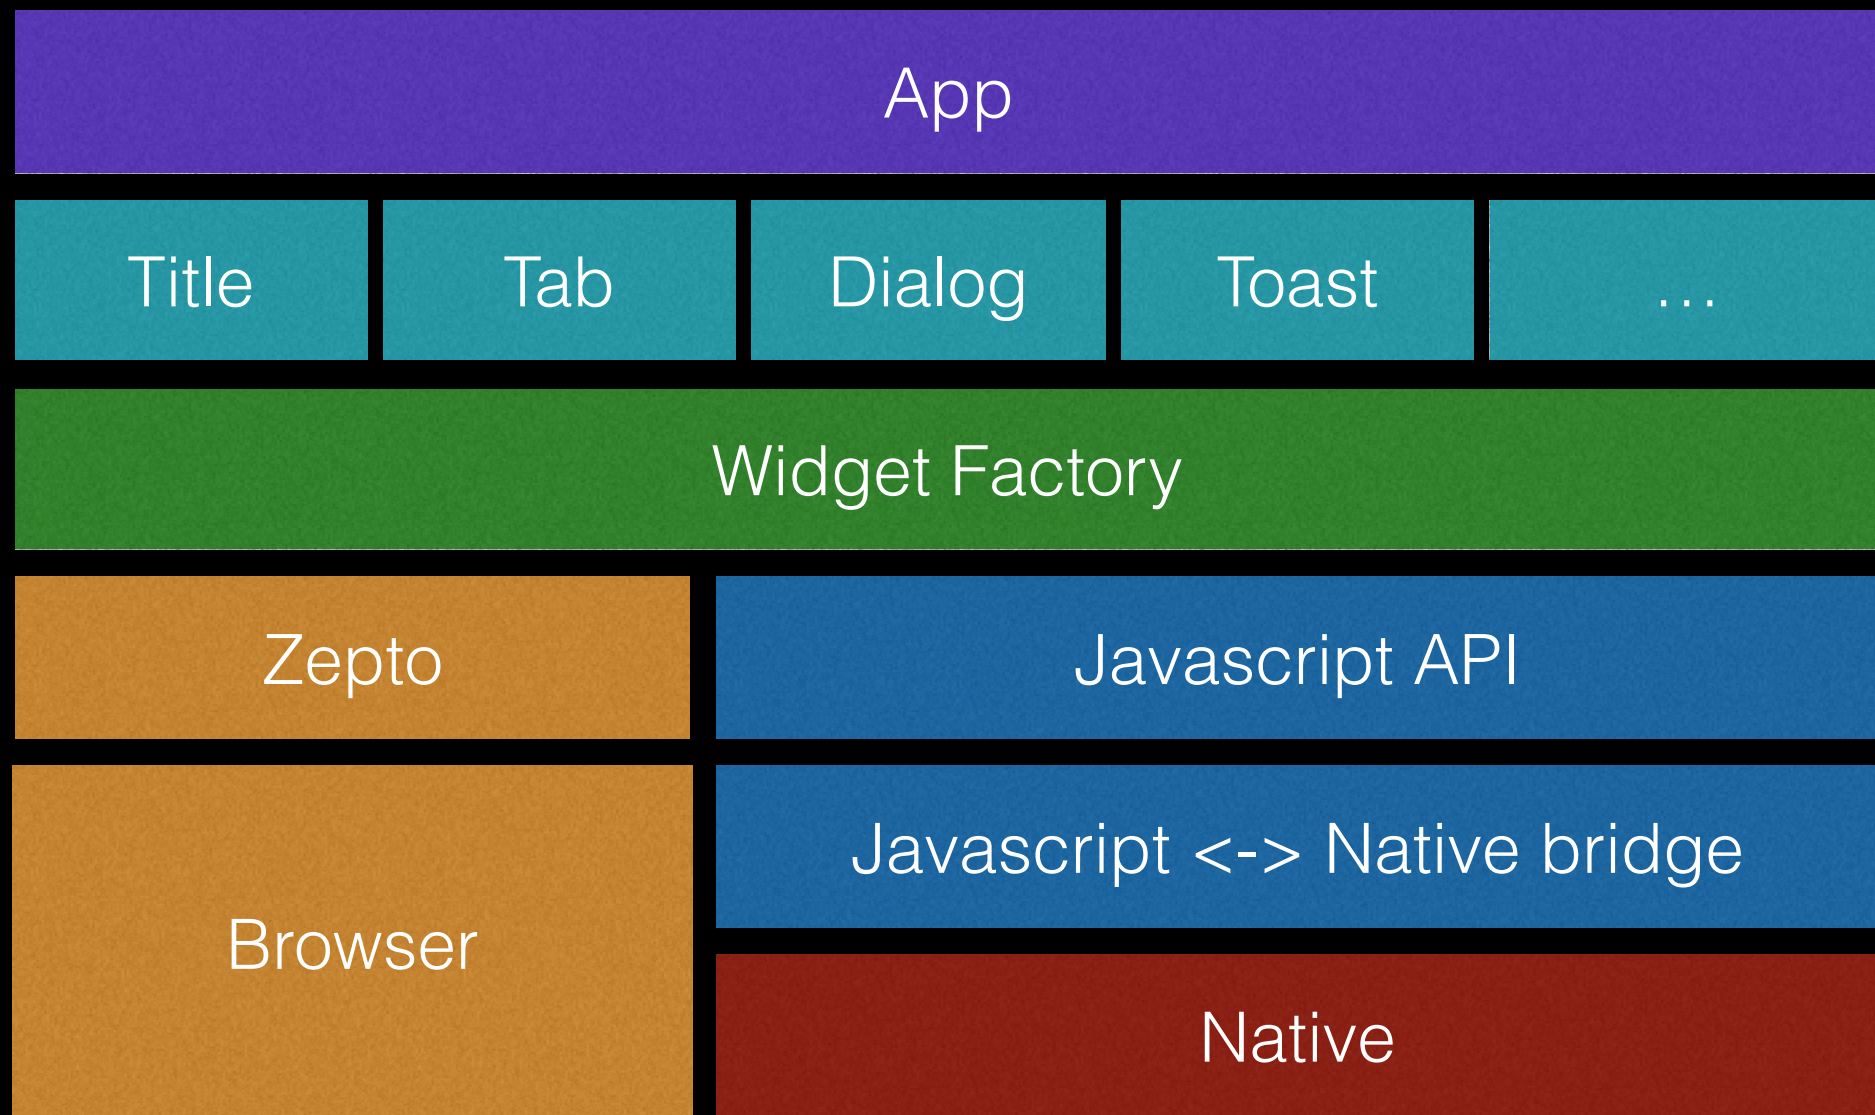 App
Title
Tab
Dialog
Toast
...
Widget Factory
Zepto
Javascript API
Javascript <-> Native bridge
Browser
Native